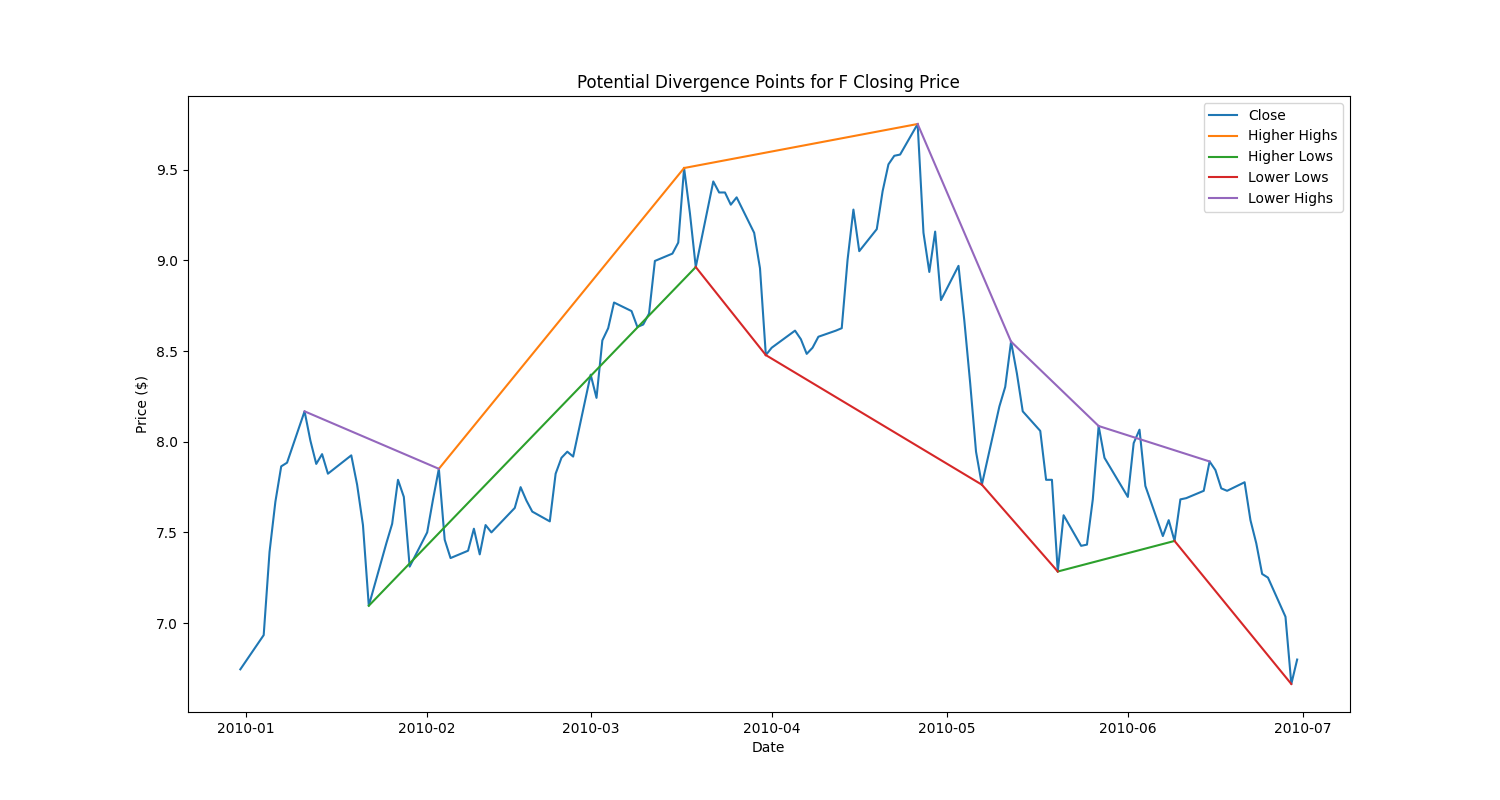 Potential Divergence Points for F Closing Price
Close
Higher Highs
Higher Lows
Lower Lows
Lower Highs
9.5
9.0
8.5
8.0
7.5
7.0
Price ($)
2010-01 2010-02 2010-03 2010-04 2010-05 2010-06 2010-07
Date